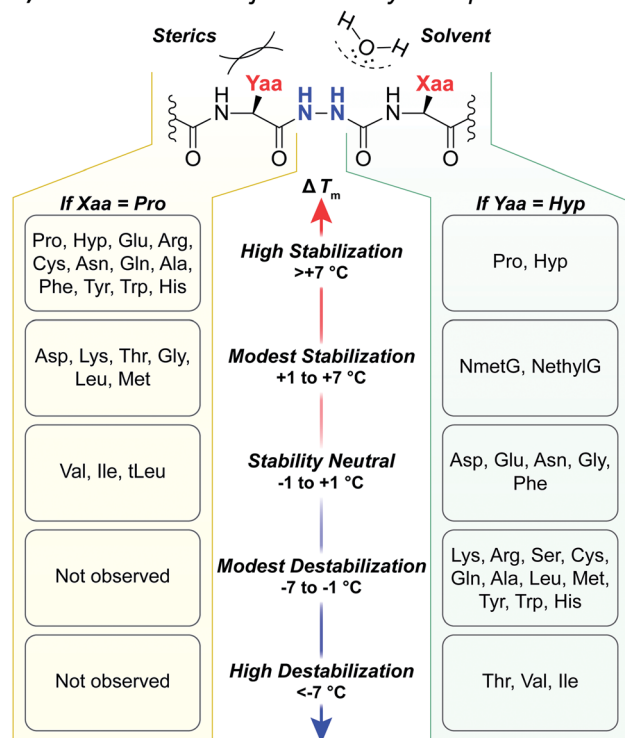 Sterics
Solvent
H
O
H
Yaa
Xaa
H
N
H
N
H
N
H
N
O
O
O
O
Δ Tm
If Xaa = Pro
If Yaa = Hyp
Pro, Hyp, Glu, Arg,
Cys, Asn, Gln, Ala,
Phe, Tyr, Trp, His
High Stabilization
>+7 °C
Pro, Hyp
Asp, Lys, Thr, Gly,
Leu, Met
Modest Stabilization
+1 to +7 °C
NmetG, NethylG
Val, Ile, tLeu
Stability Neutral
-1 to +1 °C
Asp, Glu, Asn, Gly,
Phe
Not observed
Modest Destabilization
-7 to -1 °C
Lys, Arg, Ser, Cys,
Gln, Ala, Leu, Met,
Tyr, Trp, His
Not observed
High Destabilization
<-7 °C
Thr, Val, Ile